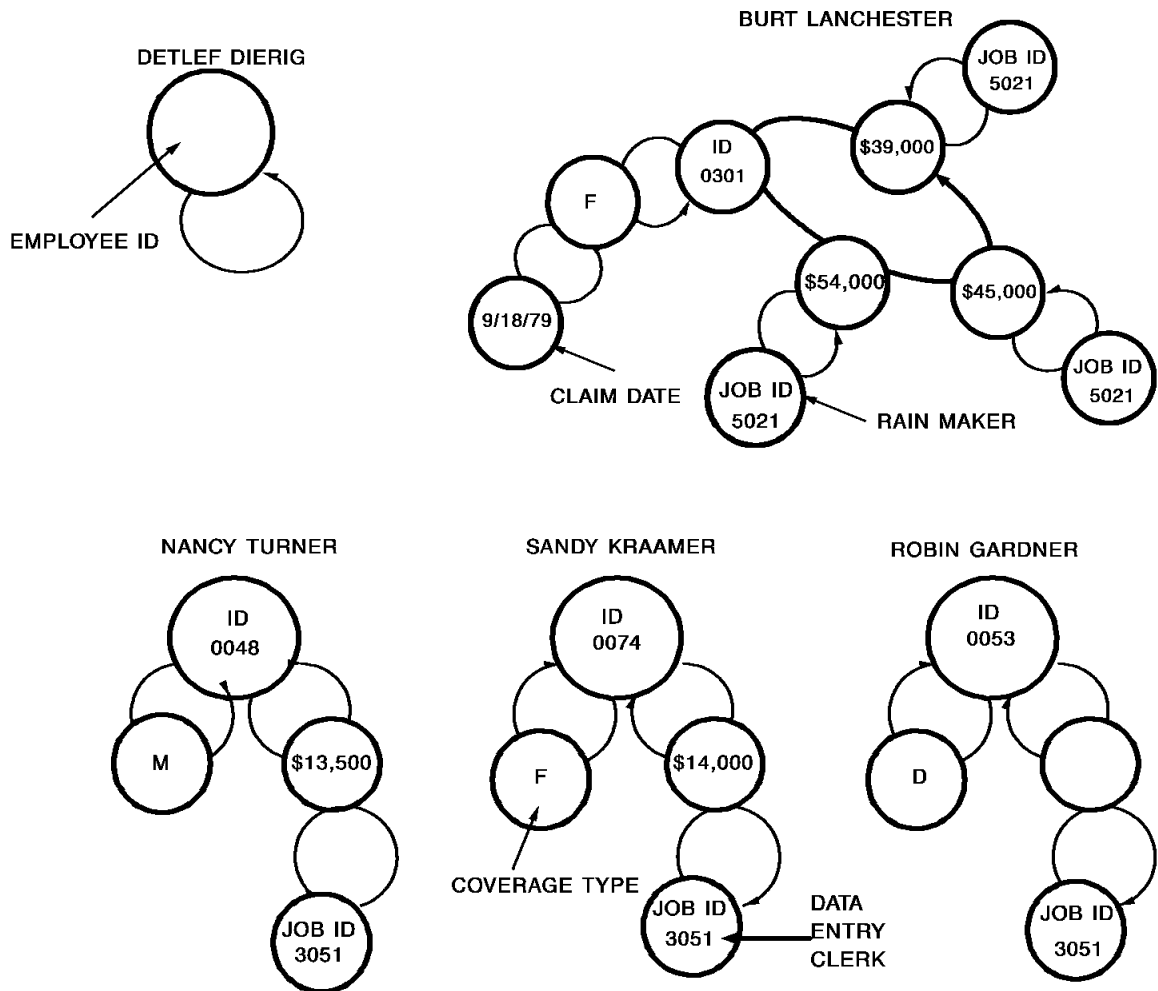 BURT LANCHESTER
DETLEF DIERIG
JOB ID
5021
$39,000
ID
0301
F
EMPLOYEE ID
$54,000
$45,000
9/18/79
JOB ID
5021
CLAIM DATE
JOB ID
5021
RAIN MAKER
NANCY TURNER
ID
0048
M
$13,500
JOB ID
3051
SANDY KRAAMER
ID
0074
F
$14,000
COVERAGE TYPE
JOB ID
3051
DATA
ENTRY
CLERK
ROBIN GARDNER
ID
0053
D
JOB ID
3051